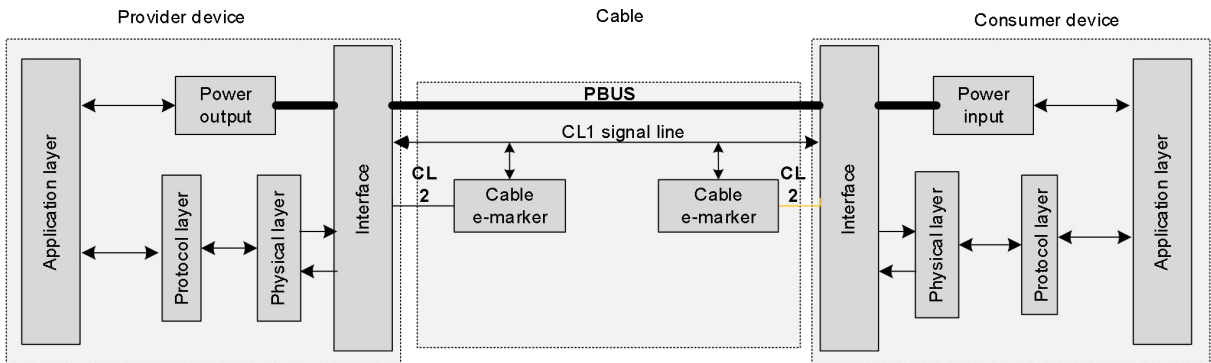 Provider device
Cable
Consumer device
Application layer
Power
output
Protocol layer
Physical layer
Interface
PBUS
CL1 signal line
CL
2
Cable
e-marker
Cable
e-marker
CL
2
Interface
Power
input
Physical layer
Protocol layer
Application layer